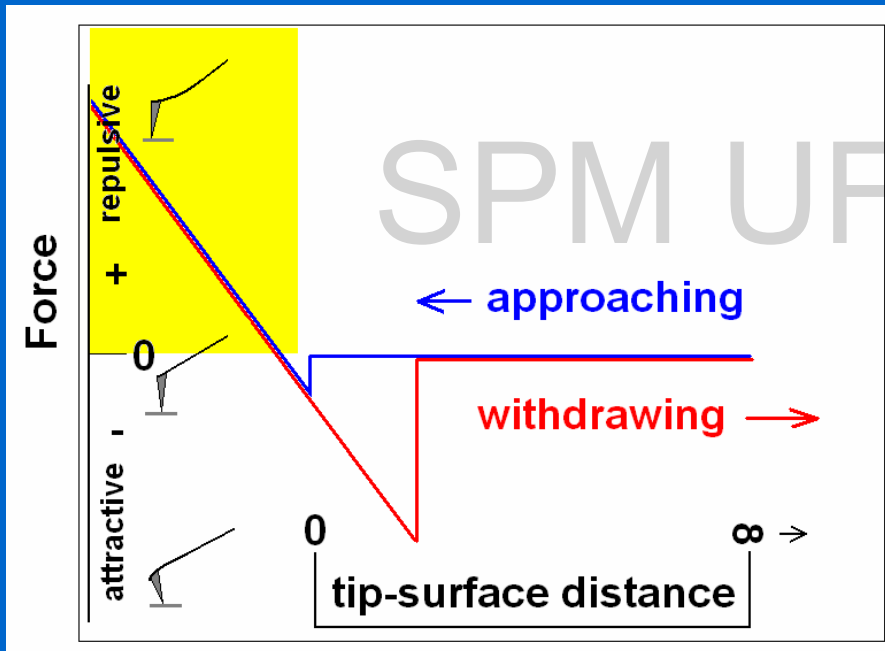 SPM UF
Force
attractive - 0 + repulsive
approaching
withdrawing
0
∞
tip-surface distance